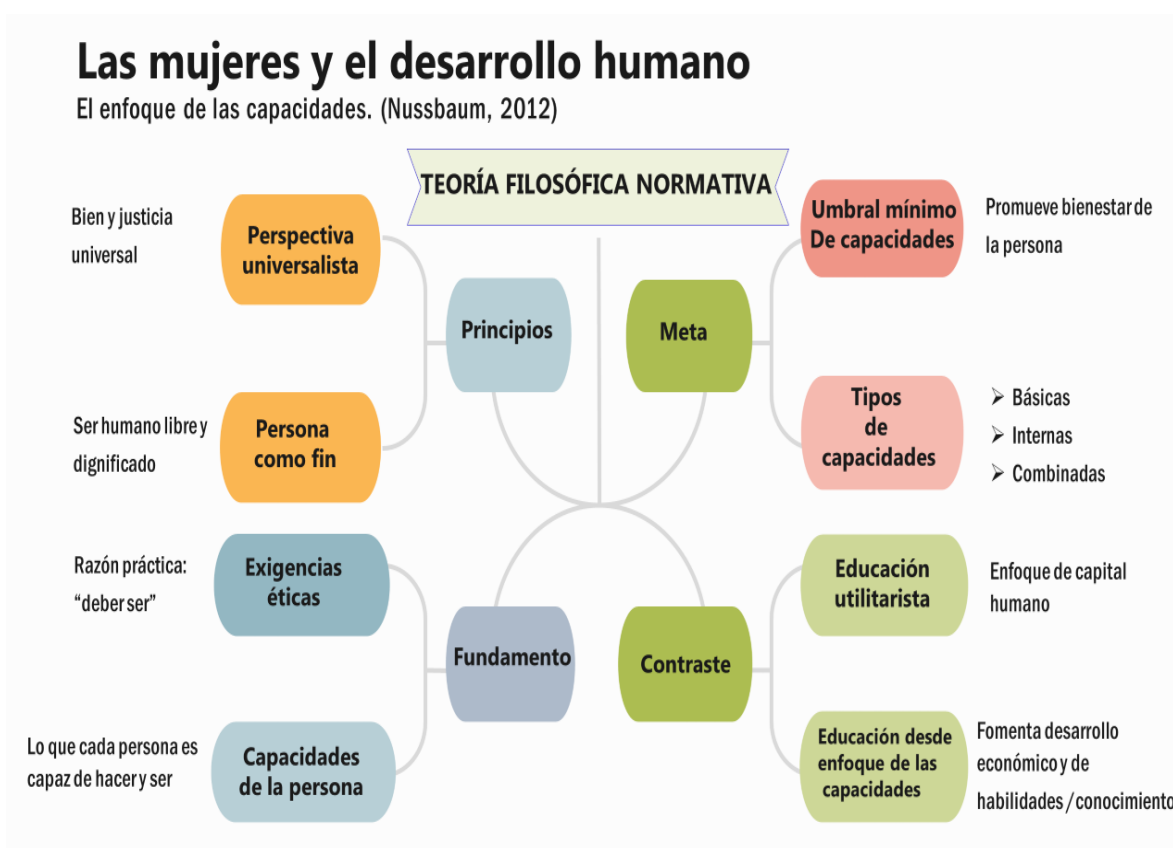 Las mujeres y el desarrollo humano
El enfoque de las capacidades. (Nussbaum, 2012)
TEORÍA FILOSÓFICA NORMATIVA
Bien y justicia
universal
Perspectiva
universalista
Principios
Ser humano libre y
dignificado
Persona
como fin
Meta
Umbral mínimo
De capacidades
Promueve bienestar de
la persona
Tipos
de
capacidades
➢ Básicas
➢ Internas
➢ Combinadas
Razón práctica:
“deber ser”
Exigencias
éticas
Fundamento
Lo que cada persona es
capaz de hacer y ser
Capacidades
de la persona
Contraste
Educación
utilitarista
Enfoque de capital
humano
Educación desde
enfoque de las
capacidades
Fomenta desarrollo
económico y de
habilidades / conocimiento